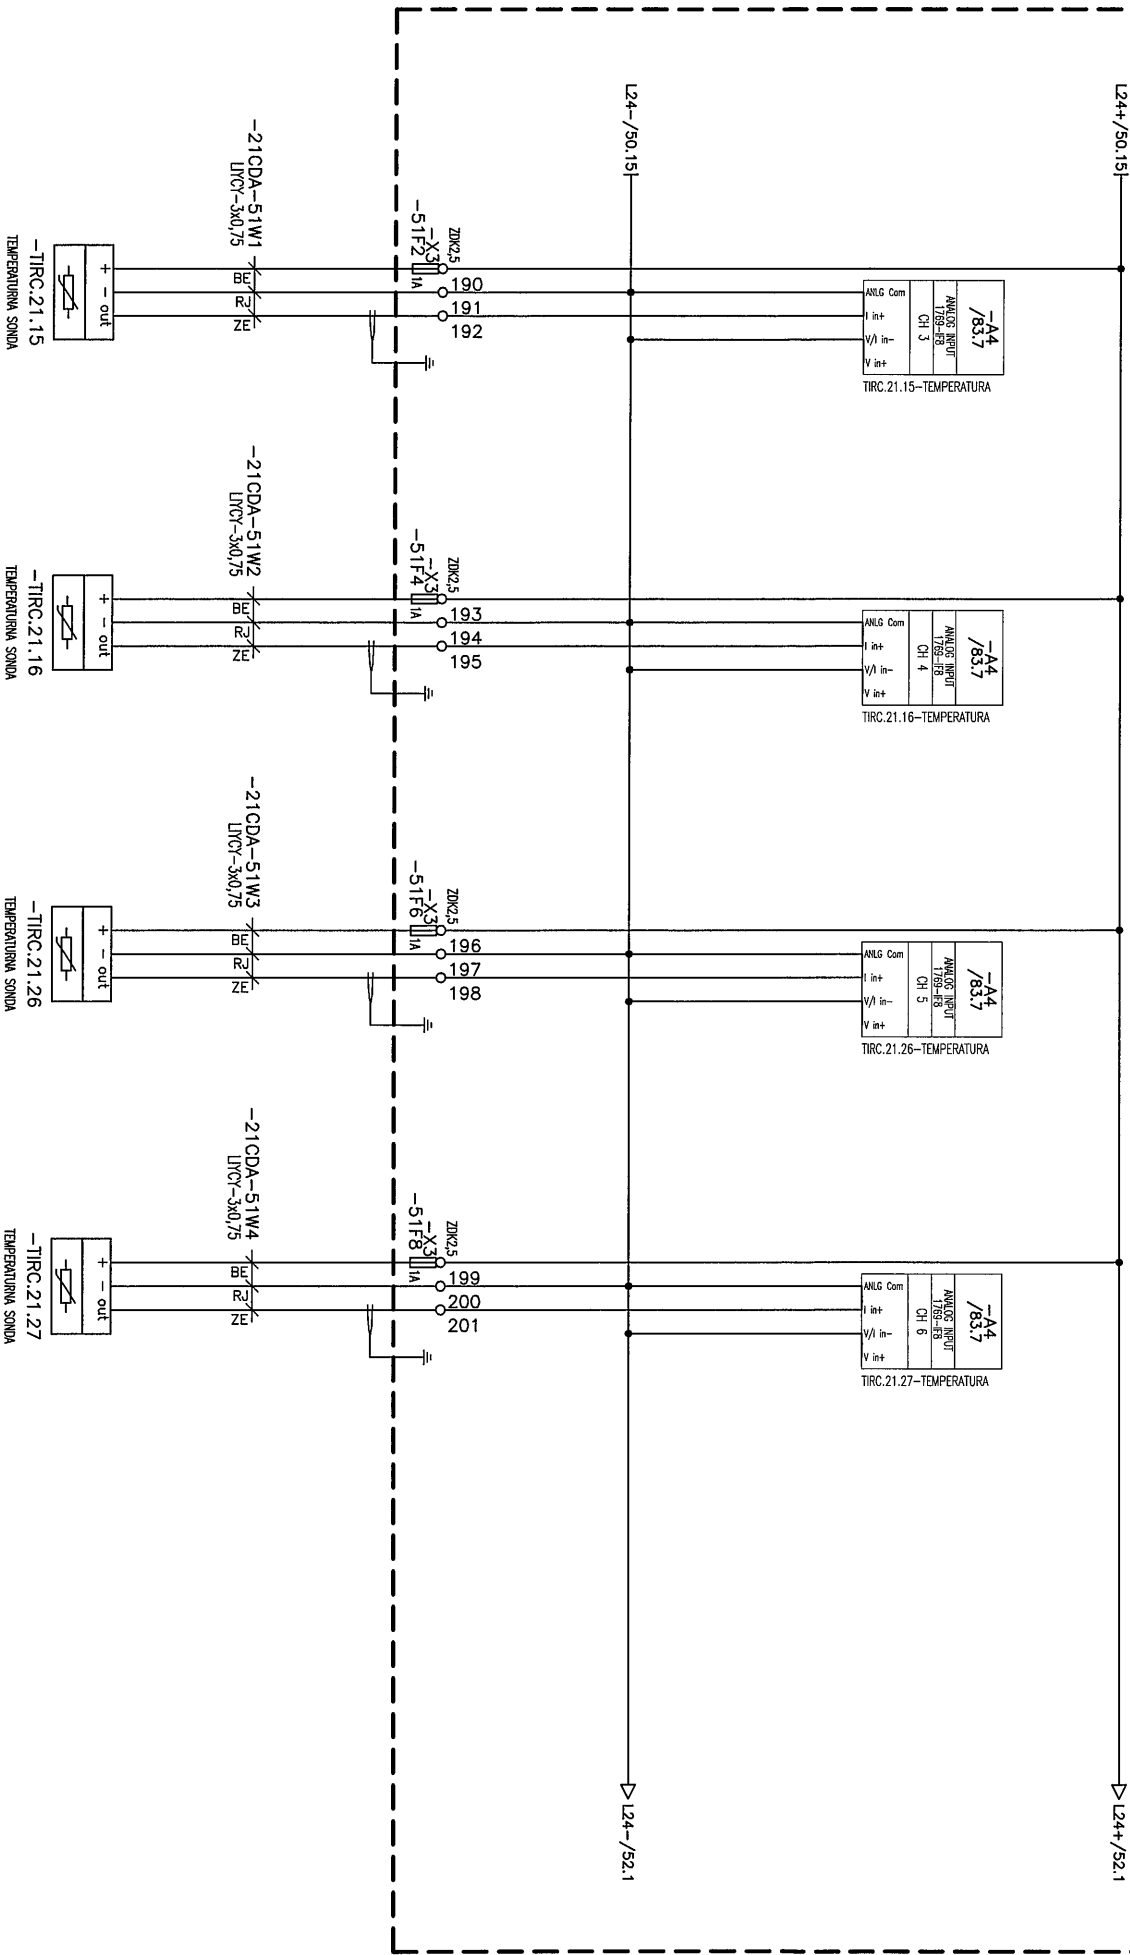 L24+/50.15
L24-/50.15
L24+/52.1
L24-/52.1
-A4
/83.7
ANALOG INPUT
1769-IF8
CH 3
ANLG Com
I in+
V/I in-
V in+
TIRC.21.15-TEMPERATURA
-A4
/83.7
ANALOG INPUT
1769-IF8
CH 4
ANLG Com
I in+
V/I in-
V in+
TIRC.21.16-TEMPERATURA
-A4
/83.7
ANALOG INPUT
1769-IF8
CH 5
ANLG Com
I in+
V/I in-
V in+
TIRC.21.26-TEMPERATURA
-A4
/83.7
ANALOG INPUT
1769-IF8
CH 6
ANLG Com
I in+
V/I in-
V in+
TIRC.21.27-TEMPERATURA
ZDK2,5
-X3
-51F2
1A
190
191
192
ZDK2,5
-X3
-51F4
1A
193
194
195
ZDK2,5
-X3
-51F6
1A
196
197
198
ZDK2,5
-X3
-51F8
1A
199
200
201
-21CDA-51W1
LIYCY-3x0,75
BE
RJ
ZE
-21CDA-51W2
LIYCY-3x0,75
BE
RJ
ZE
-21CDA-51W3
LIYCY-3x0,75
BE
RJ
ZE
-21CDA-51W4
LIYCY-3x0,75
BE
RJ
ZE
+ - out
-TIRC.21.15
TEMPERATURNA SONDA
+ - out
-TIRC.21.16
TEMPERATURNA SONDA
+ - out
-TIRC.21.26
TEMPERATURNA SONDA
+ - out
-TIRC.21.27
TEMPERATURNA SONDA